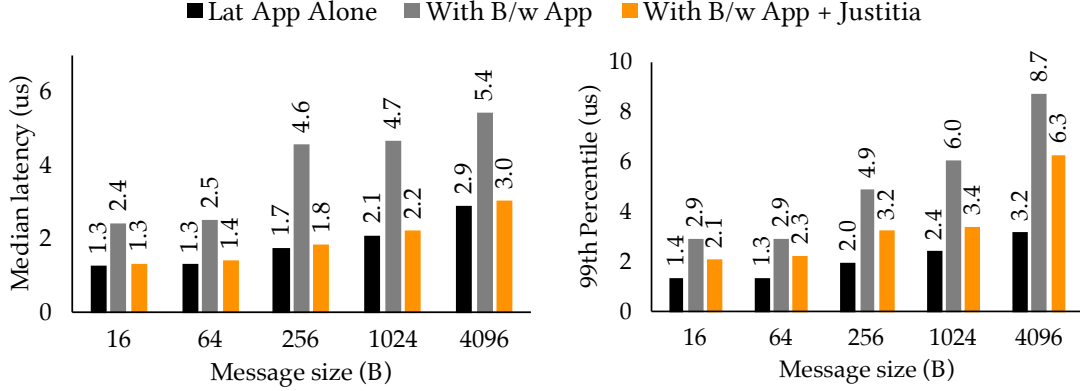 Lat App Alone With B/w App With B/w App + Justitia
Median latency (us)
6
4
2
0
1.3 2.4 1.3
1.3 2.5 1.4
1.7 4.6 1.8
2.1 4.7 2.2
2.9 5.4 3.0
16 64 256 1024 4096
Message size (B)
99th Percentile (us)
10
8
6
4
2
0
1.4 2.9 2.1
1.3 2.9 2.3
2.0 4.9 3.2
2.4 6.0 3.4
3.2 8.7 6.3
16 64 256 1024 4096
Message size (B)